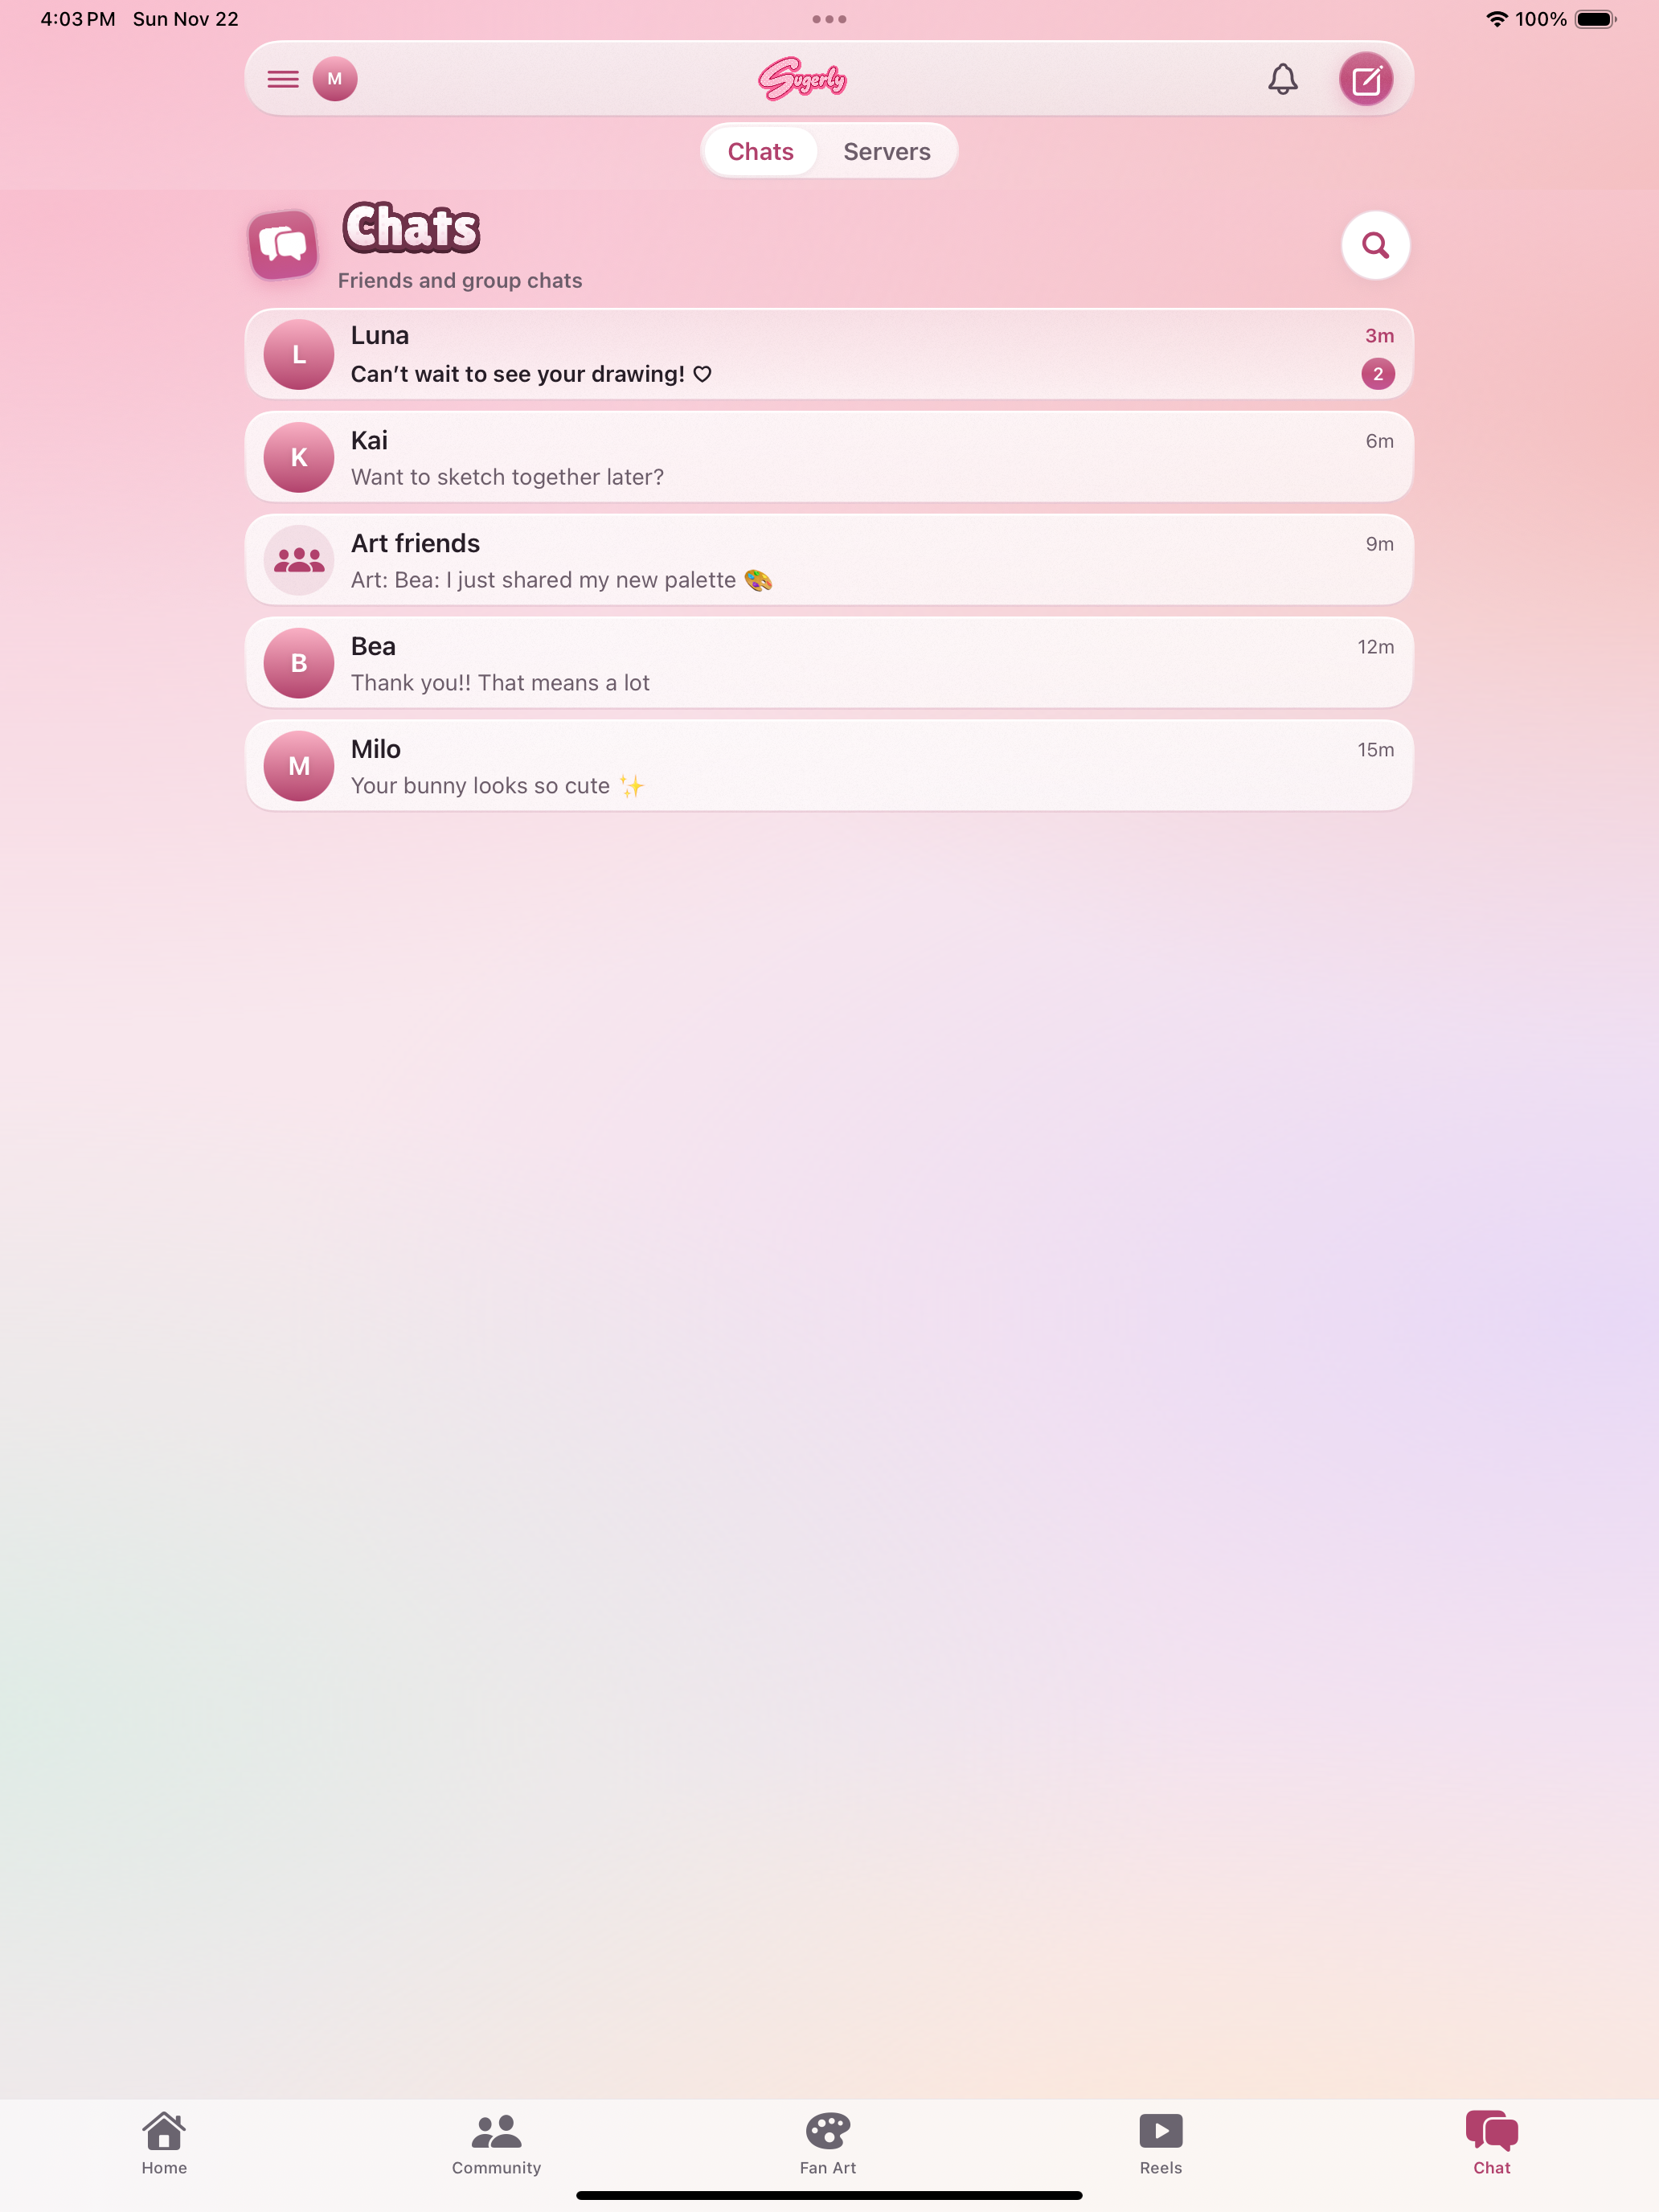 4:03 PM Sun Nov 22
100%
M
Sugerly
Chats Servers
Chats
Friends and group chats
L
Luna
3m
Can’t wait to see your drawing! ♡
2
K
Kai
6m
Want to sketch together later?
Art friends
9m
Art: Bea: I just shared my new palette 🎨
B
Bea
12m
Thank you!! That means a lot
M
Milo
15m
Your bunny looks so cute ✨
Home Community Fan Art Reels Chat